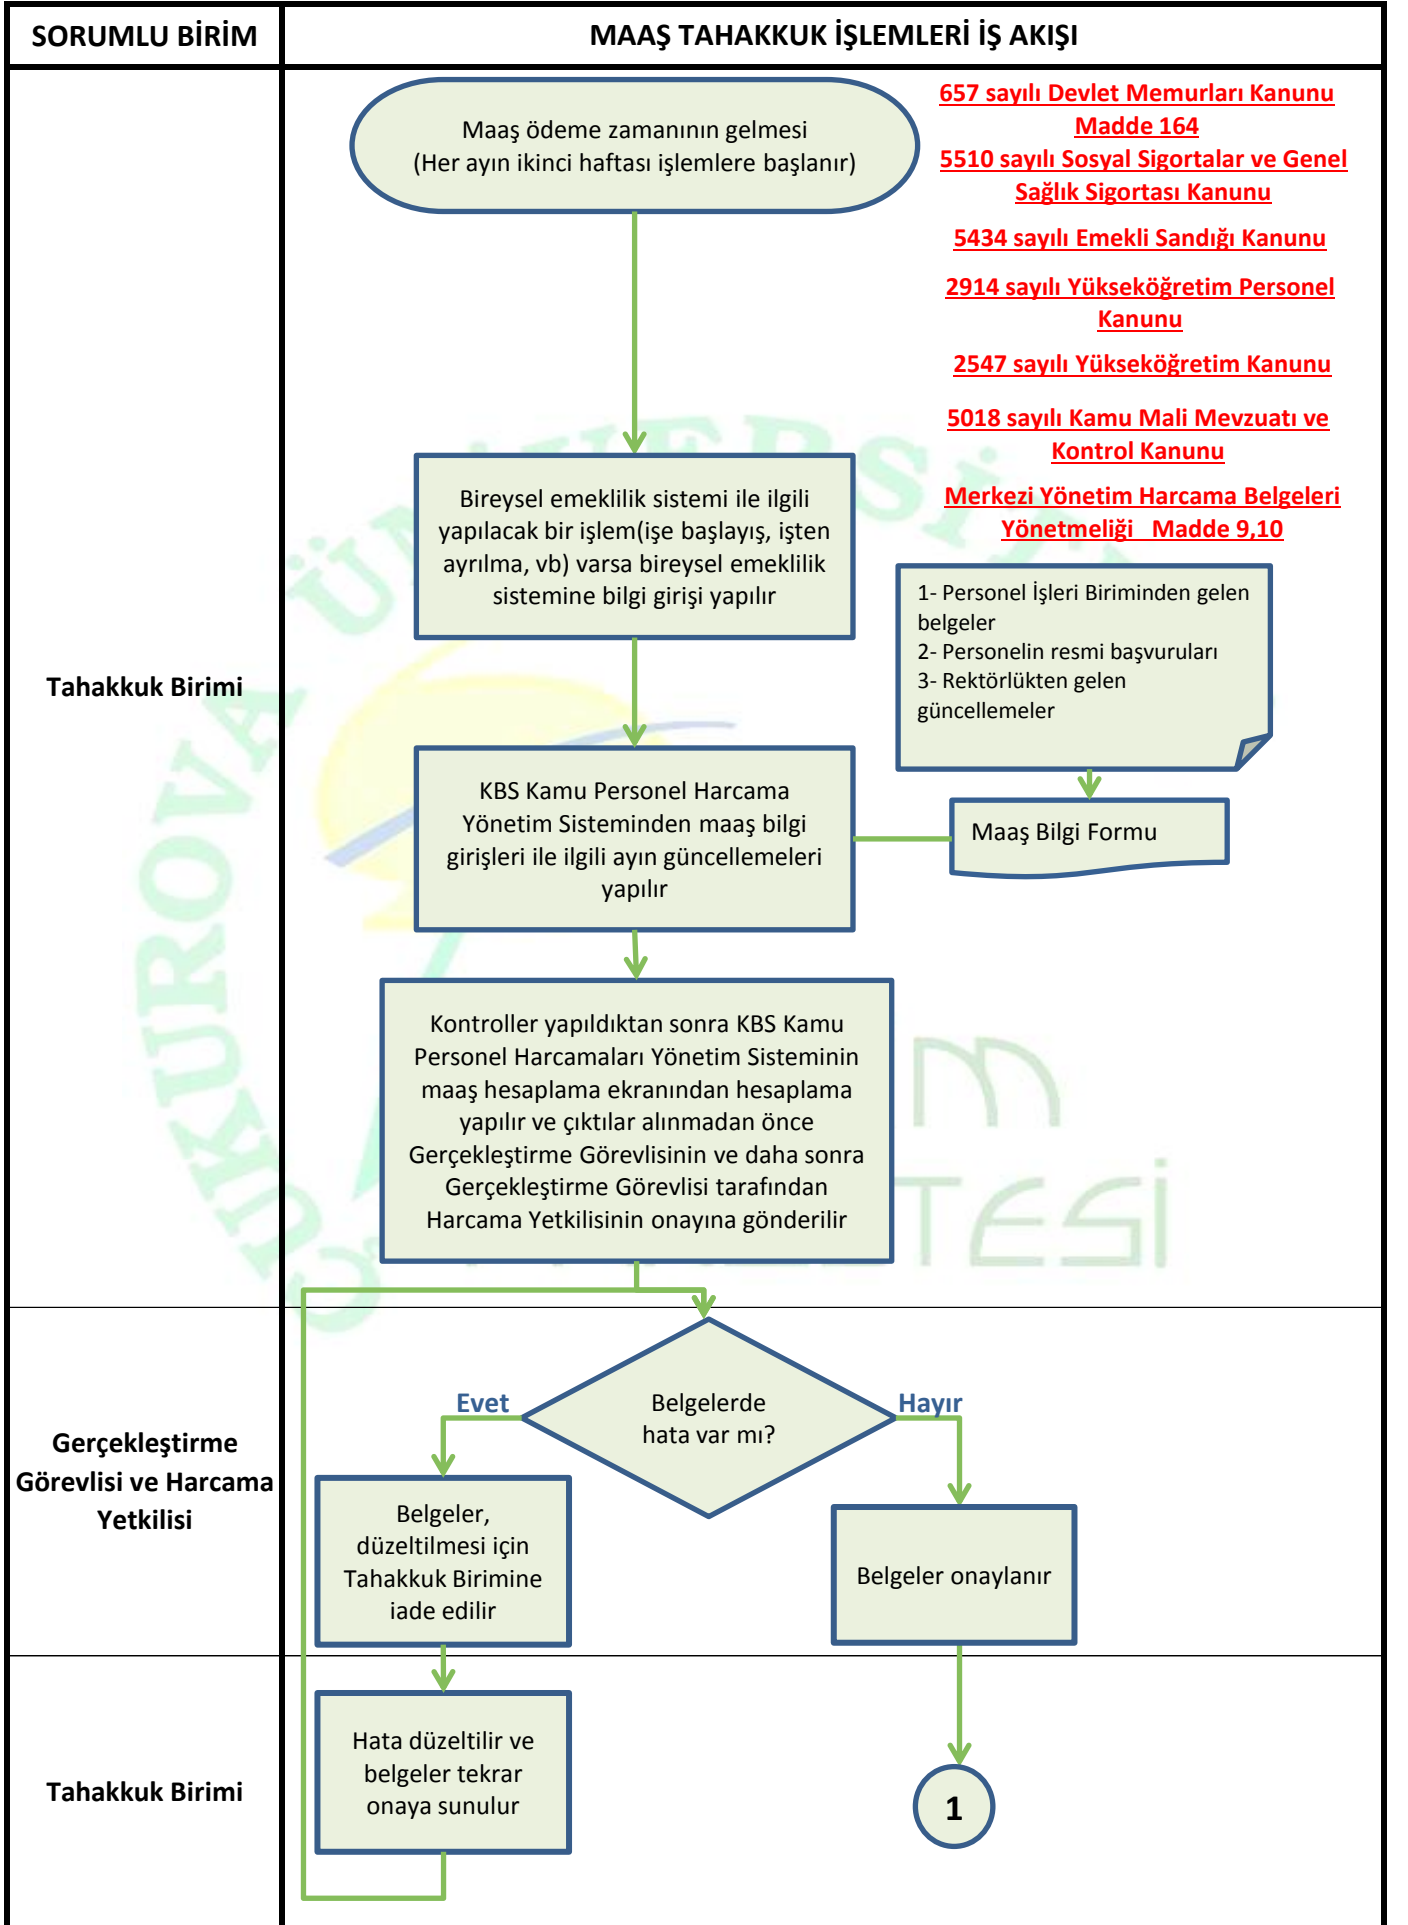 SORUMLU BİRİM
MAAŞ TAHAKKUK İŞLEMLERİ İŞ AKIŞI
Maaş ödeme zamanının gelmesi
(Her ayın ikinci haftası işlemlere başlanır)
657 sayılı Devlet Memurları Kanunu
Madde 164
5510 sayılı Sosyal Sigortalar ve Genel
Sağlık Sigortası Kanunu
5434 sayılı Emekli Sandığı Kanunu
2914 sayılı Yükseköğretim Personel
Kanunu
2547 sayılı Yükseköğretim Kanunu
5018 sayılı Kamu Mali Mevzuatı ve
Kontrol Kanunu
Merkezi Yönetim Harcama Belgeleri
Yönetmeliği Madde 9,10
Bireysel emeklilik sistemi ile ilgili
yapılacak bir işlem(işe başlayış, işten
ayrılma, vb) varsa bireysel emeklilik
sistemine bilgi girişi yapılır
1- Personel İşleri Biriminden gelen
belgeler
2- Personelin resmi başvuruları
3- Rektörlükten gelen
güncellemeler
Tahakkuk Birimi
KBS Kamu Personel Harcama
Yönetim Sisteminden maaş bilgi
girişleri ile ilgili ayın güncellemeleri
yapılır
Maaş Bilgi Formu
Kontroller yapıldıktan sonra KBS Kamu
Personel Harcamaları Yönetim Sisteminin
maaş hesaplama ekranından hesaplama
yapılır ve çıktılar alınmadan önce
Gerçekleştirme Görevlisinin ve daha sonra
Gerçekleştirme Görevlisi tarafından
Harcama Yetkilisinin onayına gönderilir
Gerçekleştirme
Görevlisi ve Harcama
Yetkilisi
Belgelerde
hata var mı?
Evet
Hayır
Belgeler,
düzeltilmesi için
Tahakkuk Birimine
iade edilir
Belgeler onaylanır
Tahakkuk Birimi
Hata düzeltilir ve
belgeler tekrar
onaya sunulur
1